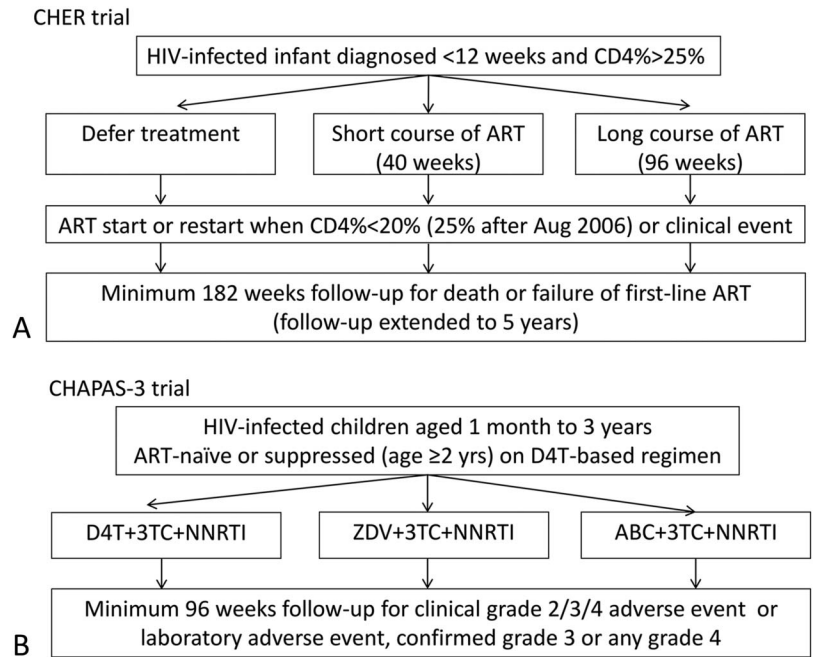 CHER trial
HIV-infected infant diagnosed <12 weeks and CD4%>25%
Defer treatment
Short course of ART
(40 weeks)
Long course of ART
(96 weeks)
ART start or restart when CD4%<20% (25% after Aug 2006) or clinical event
Minimum 182 weeks follow-up for death or failure of first-line ART
(follow-up extended to 5 years)
A
CHAPAS-3 trial
HIV-infected children aged 1 month to 3 years
ART-naïve or suppressed (age ≥2 yrs) on D4T-based regimen
D4T+3TC+NNRTI
ZDV+3TC+NNRTI
ABC+3TC+NNRTI
Minimum 96 weeks follow-up for clinical grade 2/3/4 adverse event or
laboratory adverse event, confirmed grade 3 or any grade 4
B